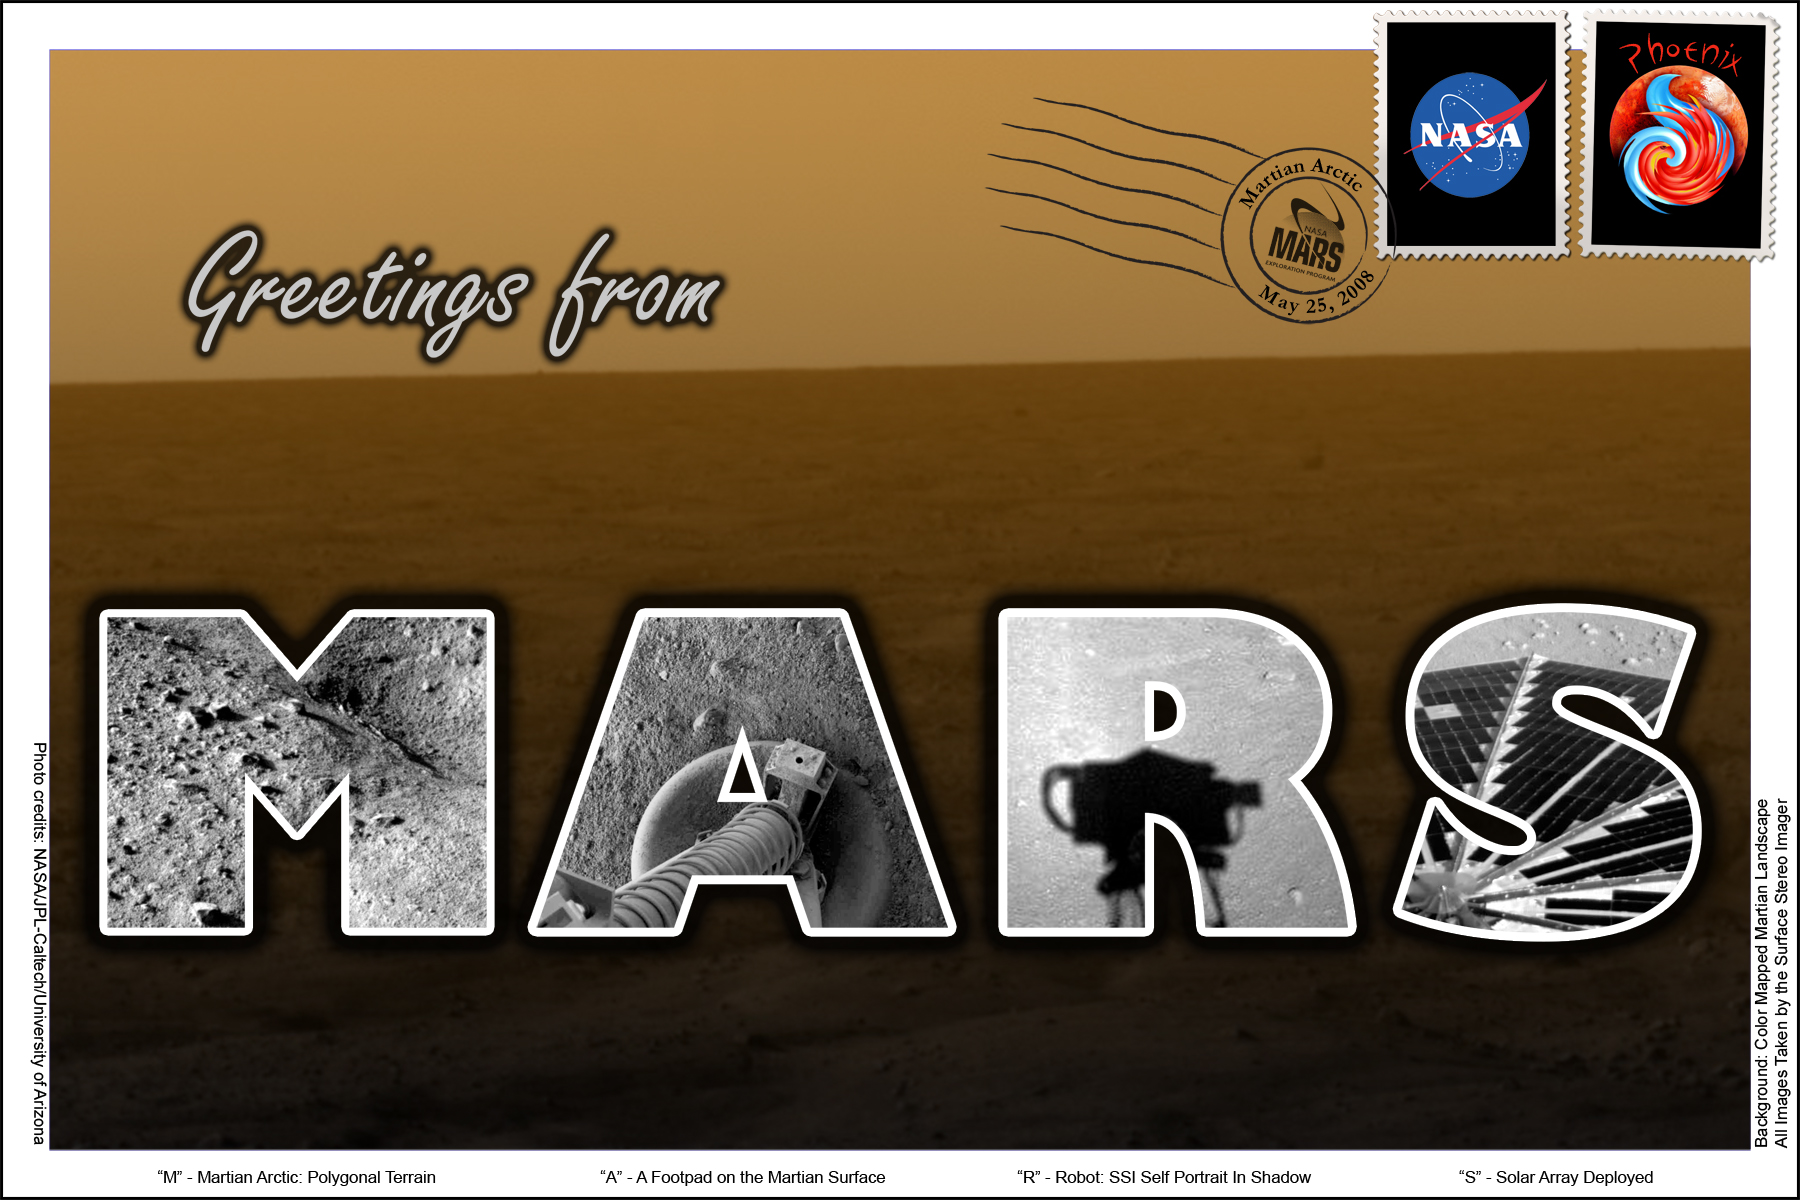 Phoenix
NASA
Martian Arctic
NASA
MARS
EXPLORATION PROGRAM
May 25, 2008
Greetings from
MARS
Photo credits: NASA/JPL-Caltech/University of Arizona
Background: Color Mapped Martian Landscape
All Images Taken by the Surface Stereo Imager
“M” - Martian Arctic: Polygonal Terrain
“A” - A Footpad on the Martian Surface
“R” - Robot: SSI Self Portrait In Shadow
“S” - Solar Array Deployed